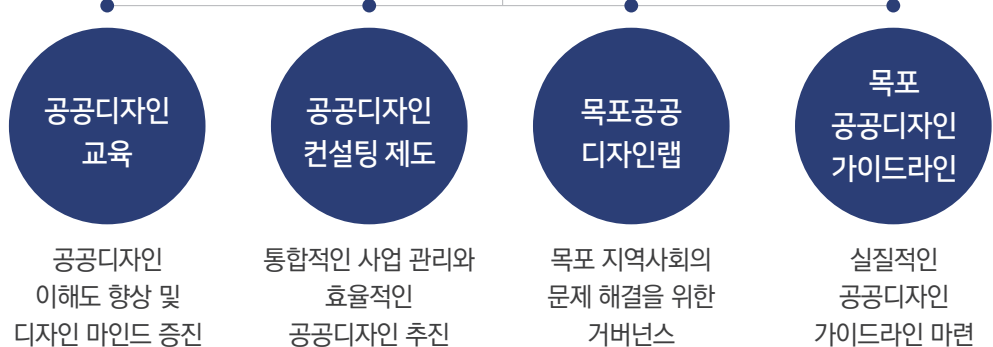 공공디자인
교육
공공디자인
컨설팅 제도
목포공공
디자인랩
목포
공공디자인
가이드라인
공공디자인
이해도 향상 및
디자인 마인드 증진
통합적인 사업 관리와
효율적인
공공디자인 추진
목포 지역사회의
문제 해결을 위한
거버넌스
실질적인
공공디자인
가이드라인 마련